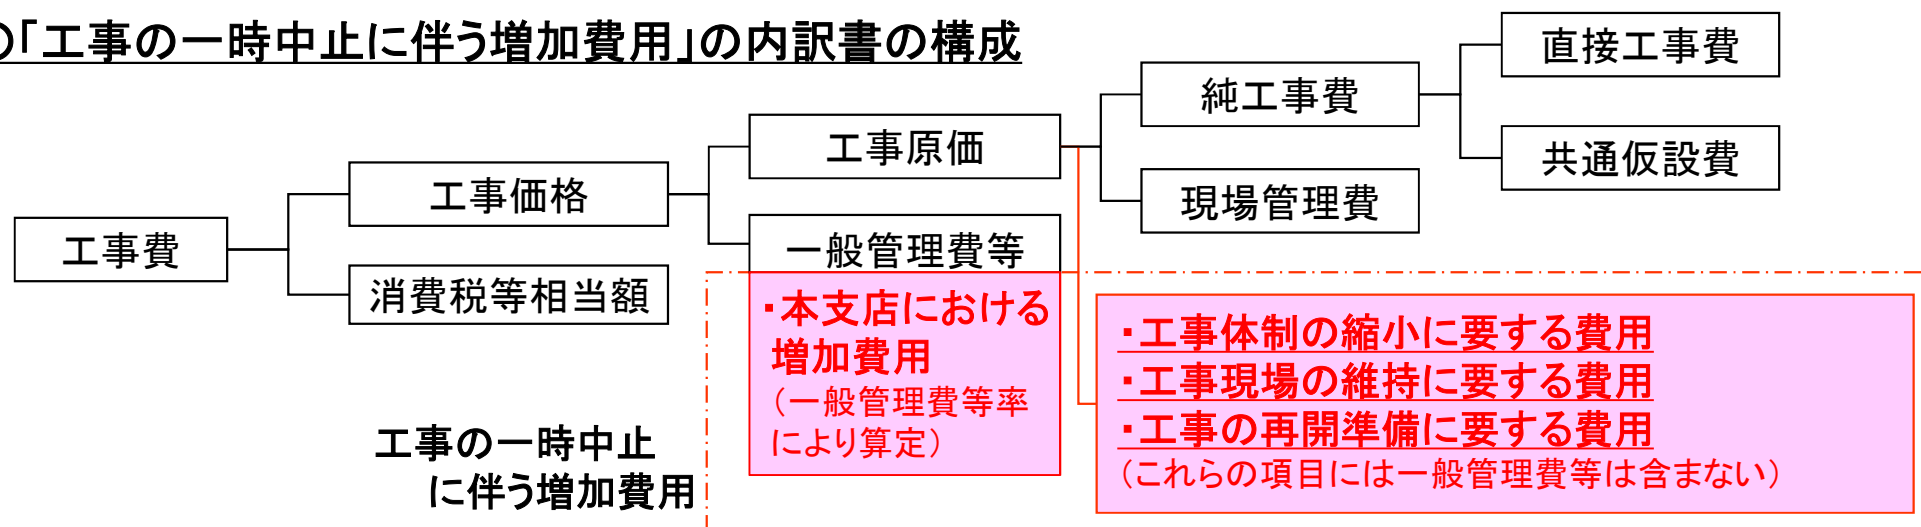 の「工事の一時中止に伴う増加費用」の内訳書の構成
直接工事費
純工事費
工事原価
共通仮設費
工事価格
現場管理費
工事費
一般管理費等
消費税等相当額
・本支店における
増加費用
(一般管理費等率
により算定)
・工事体制の縮小に要する費用
・工事現場の維持に要する費用
・工事の再開準備に要する費用
(これらの項目には一般管理費等は含まない)
工事の一時中止
に伴う増加費用